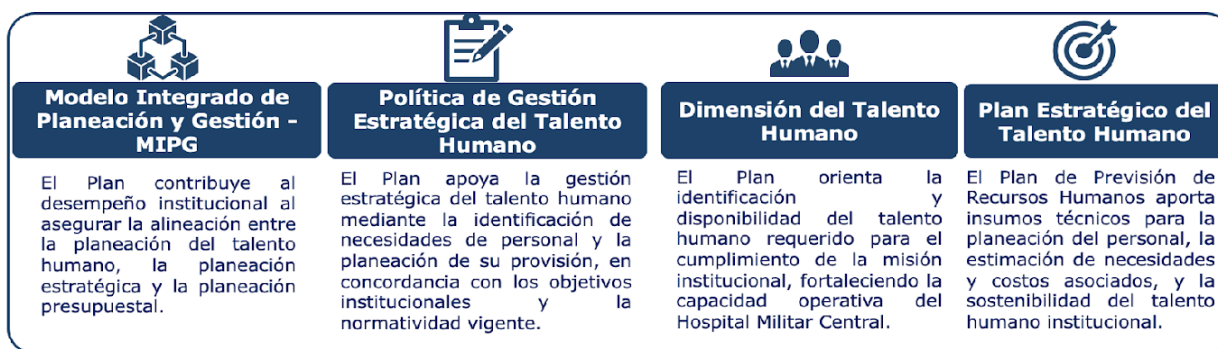 Modelo Integrado de
Planeación y Gestión -
MIPG
El Plan contribuye al
desempeño institucional al
asegurar la alineación entre
la planeación del talento
humano, la planeación
estratégica y la planeación
presupuestal.
Política de Gestión
Estratégica del Talento
Humano
El Plan apoya la gestión
estratégica del talento humano
mediante la identificación de
necesidades de personal y la
planeación de su provisión, en
concordancia con los objetivos
institucionales y la
normatividad vigente.
Dimensión del Talento
Humano
El Plan orienta la
identificación y
disponibilidad del talento
humano requerido para el
cumplimiento de la misión
institucional, fortaleciendo la
capacidad operativa del
Hospital Militar Central.
Plan Estratégico del
Talento Humano
El Plan de Previsión de
Recursos Humanos aporta
insumos técnicos para la
planeación del personal, la
estimación de necesidades
y costos asociados, y la
sostenibilidad del talento
humano institucional.